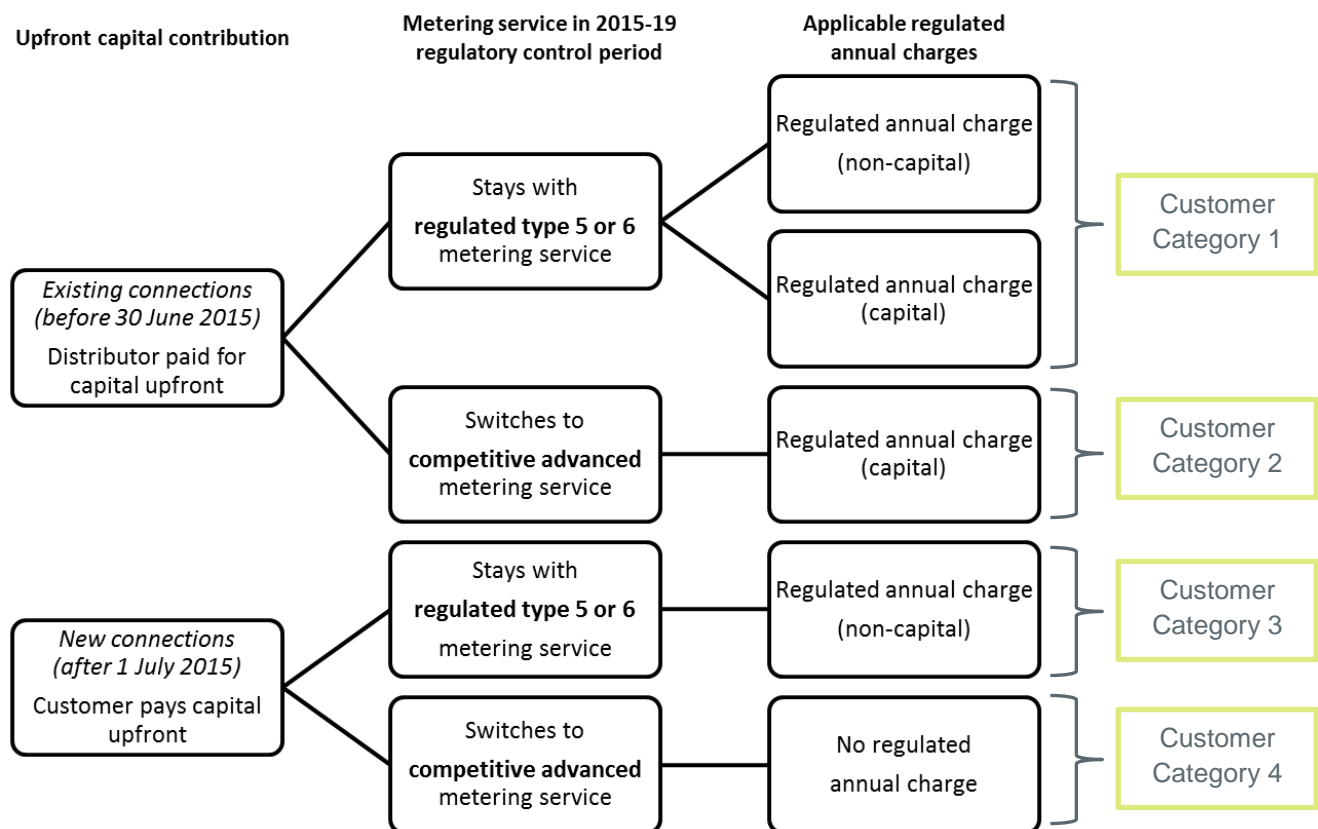 Upfront capital contribution
Metering service in 2015-19
regulatory control period
Applicable regulated
annual charges
Existing connections
(before 30 June 2015)
Distributor paid for
capital upfront
Stays with
regulated type 5 or 6
metering service
Regulated annual charge
(non-capital)
Regulated annual charge
(capital)
Customer
Category 1
Switches to
competitive advanced
metering service
Regulated annual charge
(capital)
Customer
Category 2
New connections
(after 1 July 2015)
Customer pays capital
upfront
Stays with
regulated type 5 or 6
metering service
Regulated annual charge
(non-capital)
Customer
Category 3
Switches to
competitive advanced
metering service
No regulated
annual charge
Customer
Category 4